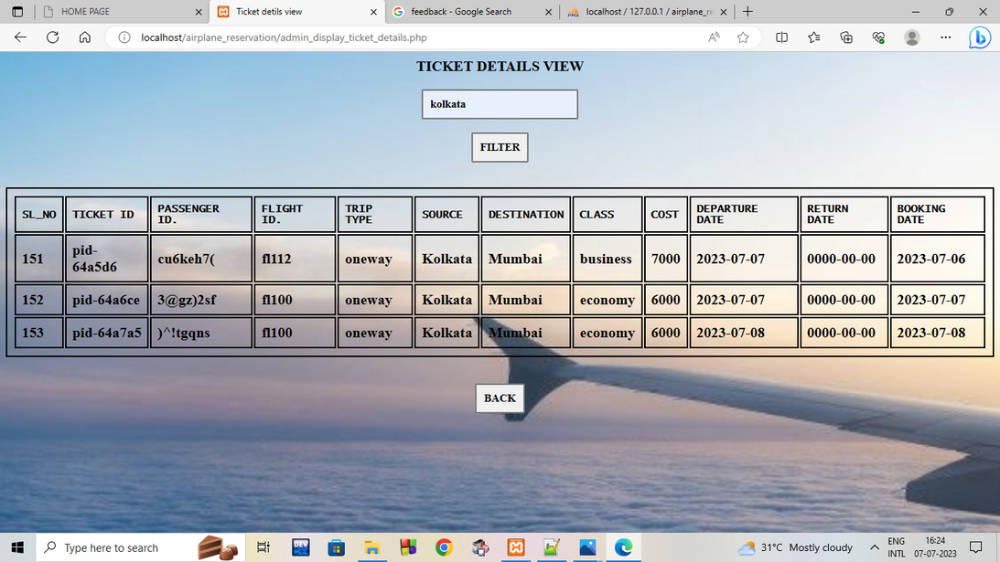 HOME PAGE
Ticket detils view
feedback - Google Search
localhost / 127.0.0.1 / airplane_re
localhost/airplane_reservation/admin_display_ticket_details.php
TICKET DETAILS VIEW
kolkata
FILTER
SL_NO TICKET ID PASSENGER ID. FLIGHT ID. TRIP TYPE SOURCE DESTINATION CLASS COST DEPARTURE DATE RETURN DATE BOOKING DATE
151 pid-64a5d6 cu6keh7( fl112 oneway Kolkata Mumbai business 7000 2023-07-07 0000-00-00 2023-07-06
152 pid-64a6ce 3@gz)2sf fl100 oneway Kolkata Mumbai economy 6000 2023-07-07 0000-00-00 2023-07-07
153 pid-64a7a5 )^!tgqns fl100 oneway Kolkata Mumbai economy 6000 2023-07-08 0000-00-00 2023-07-08
BACK
Type here to search
DEV
31°C Mostly cloudy
ENG
INTL
16:24
07-07-2023